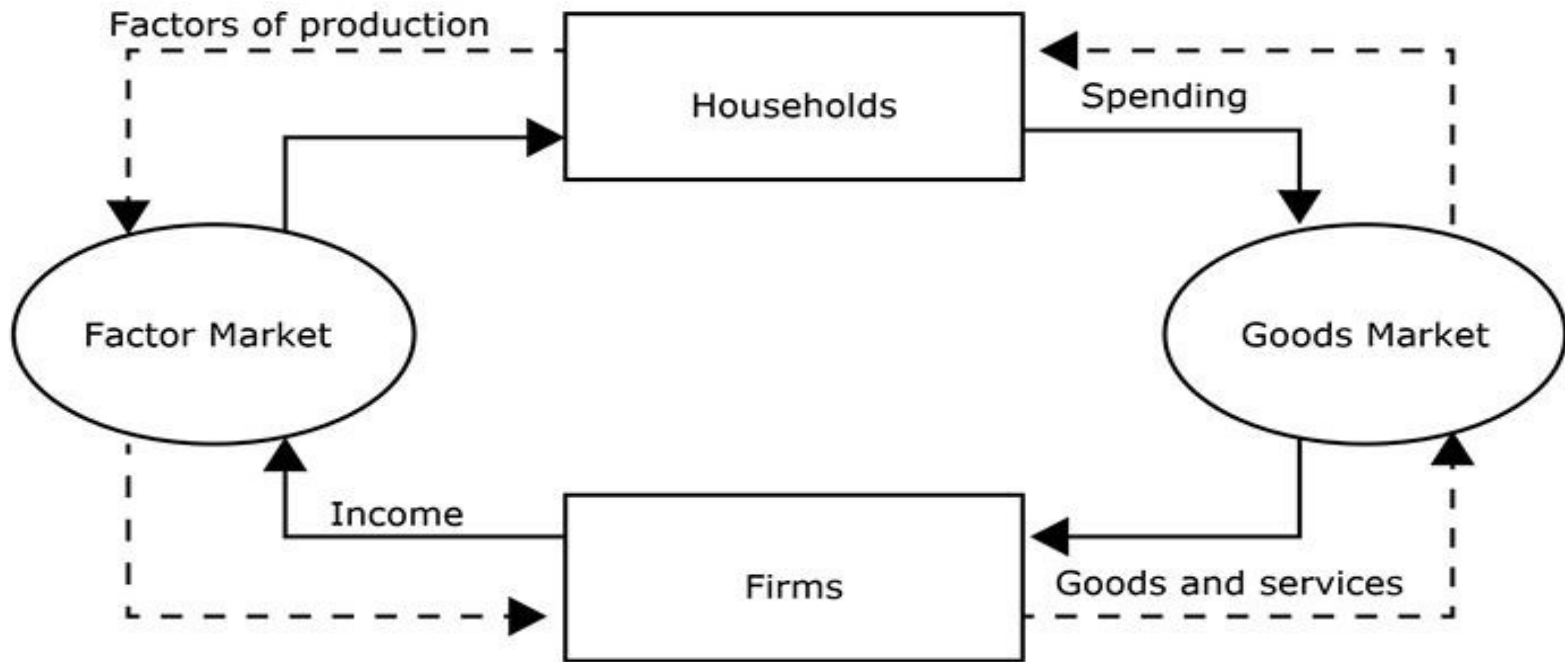 Factors of production
Households
Spending
Factor Market
Goods Market
Income
Firms
Goods and services